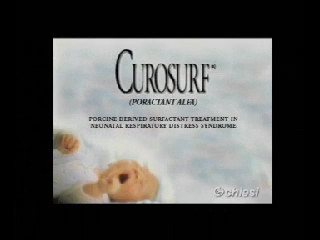 CUROSURF®
(PORACTANT ALFA)
PORCINE DERIVED SURFACTANT TREATMENT IN
NEONATAL RESPIRATORY DISTRESS SYNDROME
chiesi